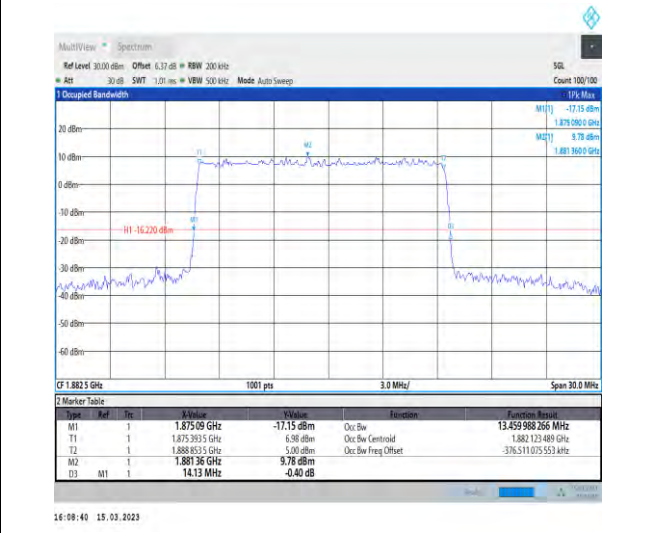 MultiView Spectrum
Ref Level 30.00 dBm Offset 6.37 dB RBW 200 kHz SGL
Att 30 dB SWT 1.01 ms VBW 500 kHz Mode Auto Sweep Count 100/100
1 Occupied Bandwidth 1Pk Max
M1[1] -17.15 dBm
1.875 090 0 GHz
M2[1] 9.78 dBm
1.881 360 0 GHz
20 dBm
M2
T1
10 dBm
0 dBm
-10 dBm
M1
H1 -16.220 dBm
D3
-20 dBm
-30 dBm
-40 dBm
-50 dBm
-60 dBm
CF 1.882 5 GHz 1001 pts 3.0 MHz/ Span 30.0 MHz
2 Marker Table
Type Ref Trc X-Value Y-Value Function Function Result
M1 1 1.875 09 GHz -17.15 dBm Occ Bw 13.459 988 266 MHz
T1 1 1.875 393 5 GHz 6.98 dBm Occ Bw Centroid 1.882 123 489 GHz
T2 1 1.888 853 5 GHz 5.00 dBm Occ Bw Freq Offset -376.511 075 553 kHz
M2 1 1.881 36 GHz 9.78 dBm
D3 M1 1 14.13 MHz -0.40 dB
16:08:40 15.03.2023